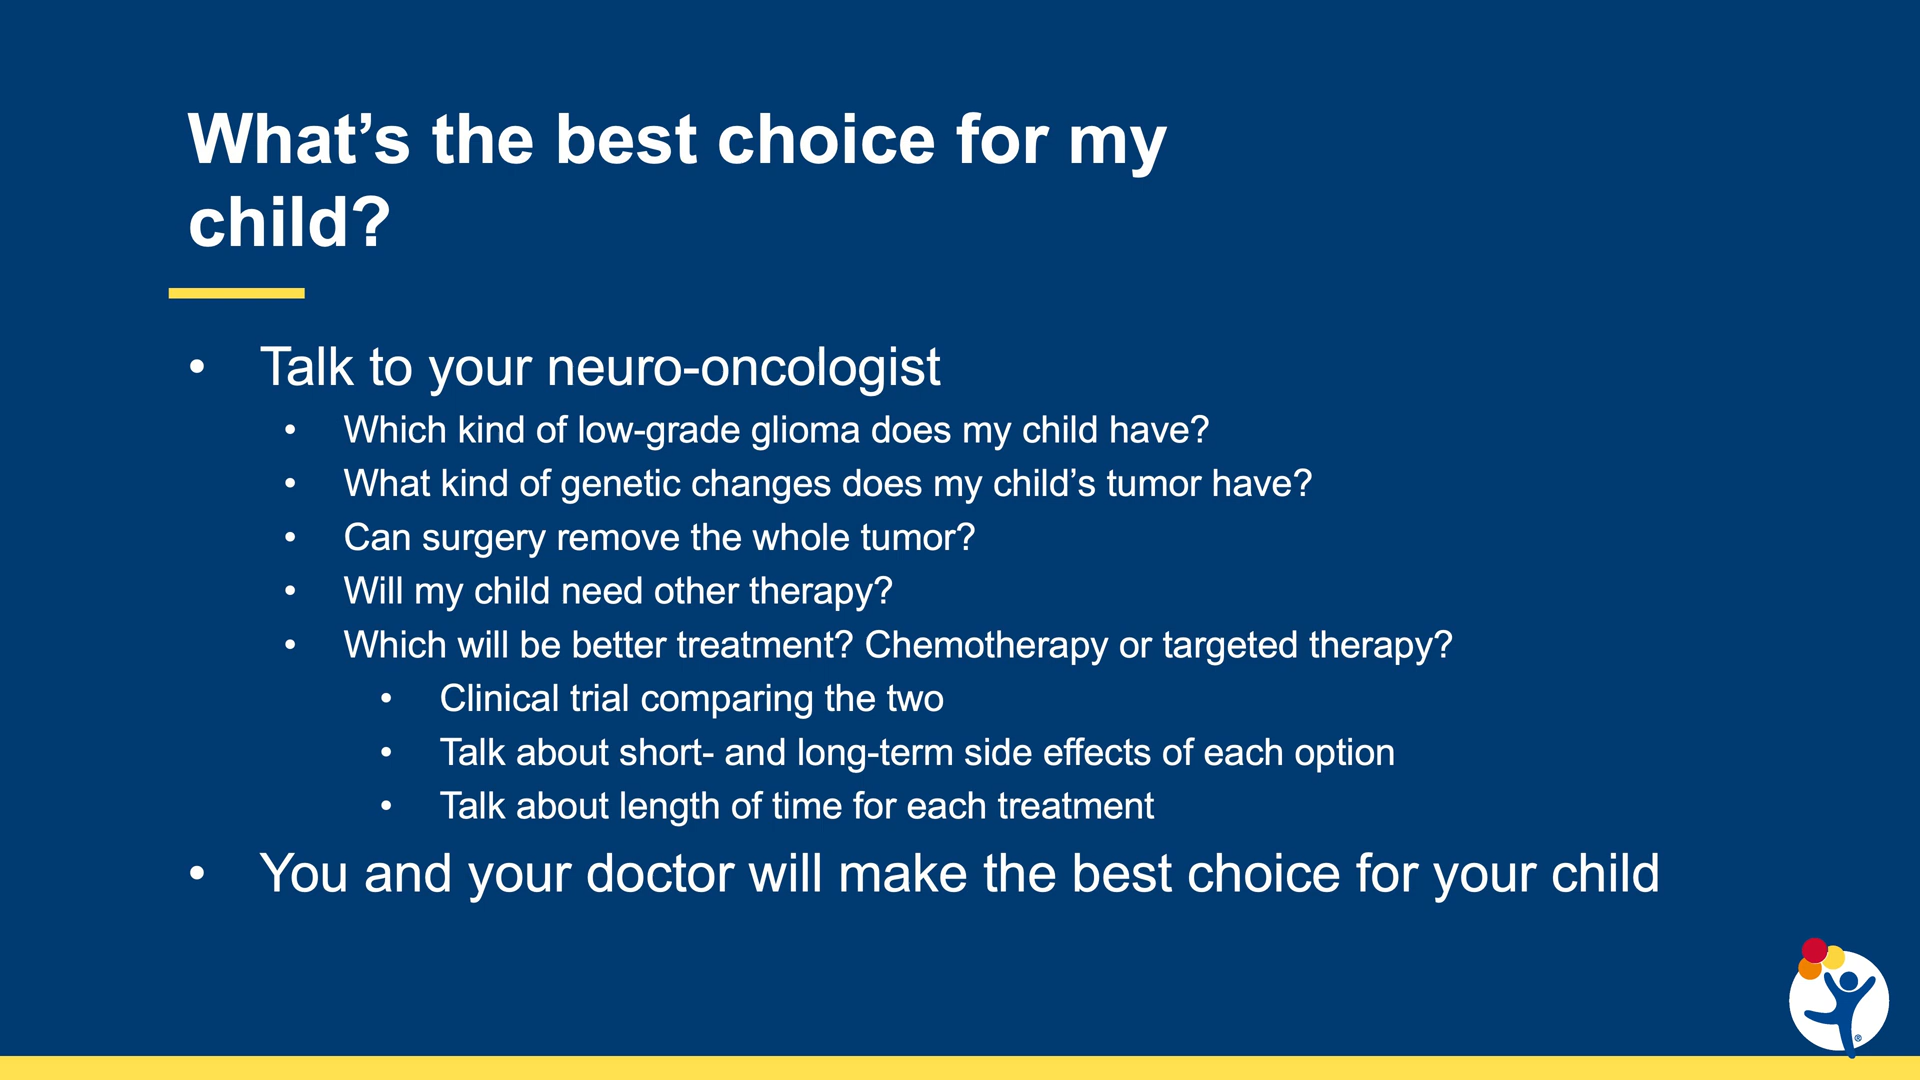 What’s the best choice for my
child?
• Talk to your neuro-oncologist
• Which kind of low-grade glioma does my child have?
• What kind of genetic changes does my child’s tumor have?
• Can surgery remove the whole tumor?
• Will my child need other therapy?
• Which will be better treatment? Chemotherapy or targeted therapy?
• Clinical trial comparing the two
• Talk about short- and long-term side effects of each option
• Talk about length of time for each treatment
• You and your doctor will make the best choice for your child
®